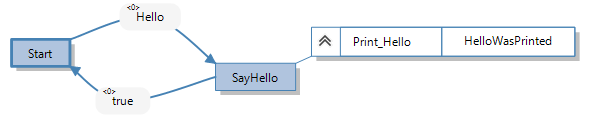 <0>
Hello
Start
Print_Hello
HelloWasPrinted
SayHello
<0>
true